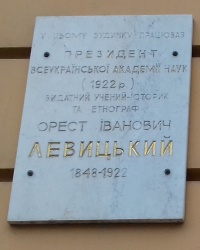 У ЦЬОМУ БУДИНКУ ПРАЦЮВАВ
ПРЕЗИДЕНТ
ВСЕУКРАЇНСЬКОЇ АКАДЕМІЇ НАУК
(1922 р.)
ВИДАТНИЙ УЧЕНИЙ-ІСТОРИК
ТА ЕТНОГРАФ
ОРЕСТ ІВАНОВИЧ
ЛЕВИЦЬКИЙ
1848-1922